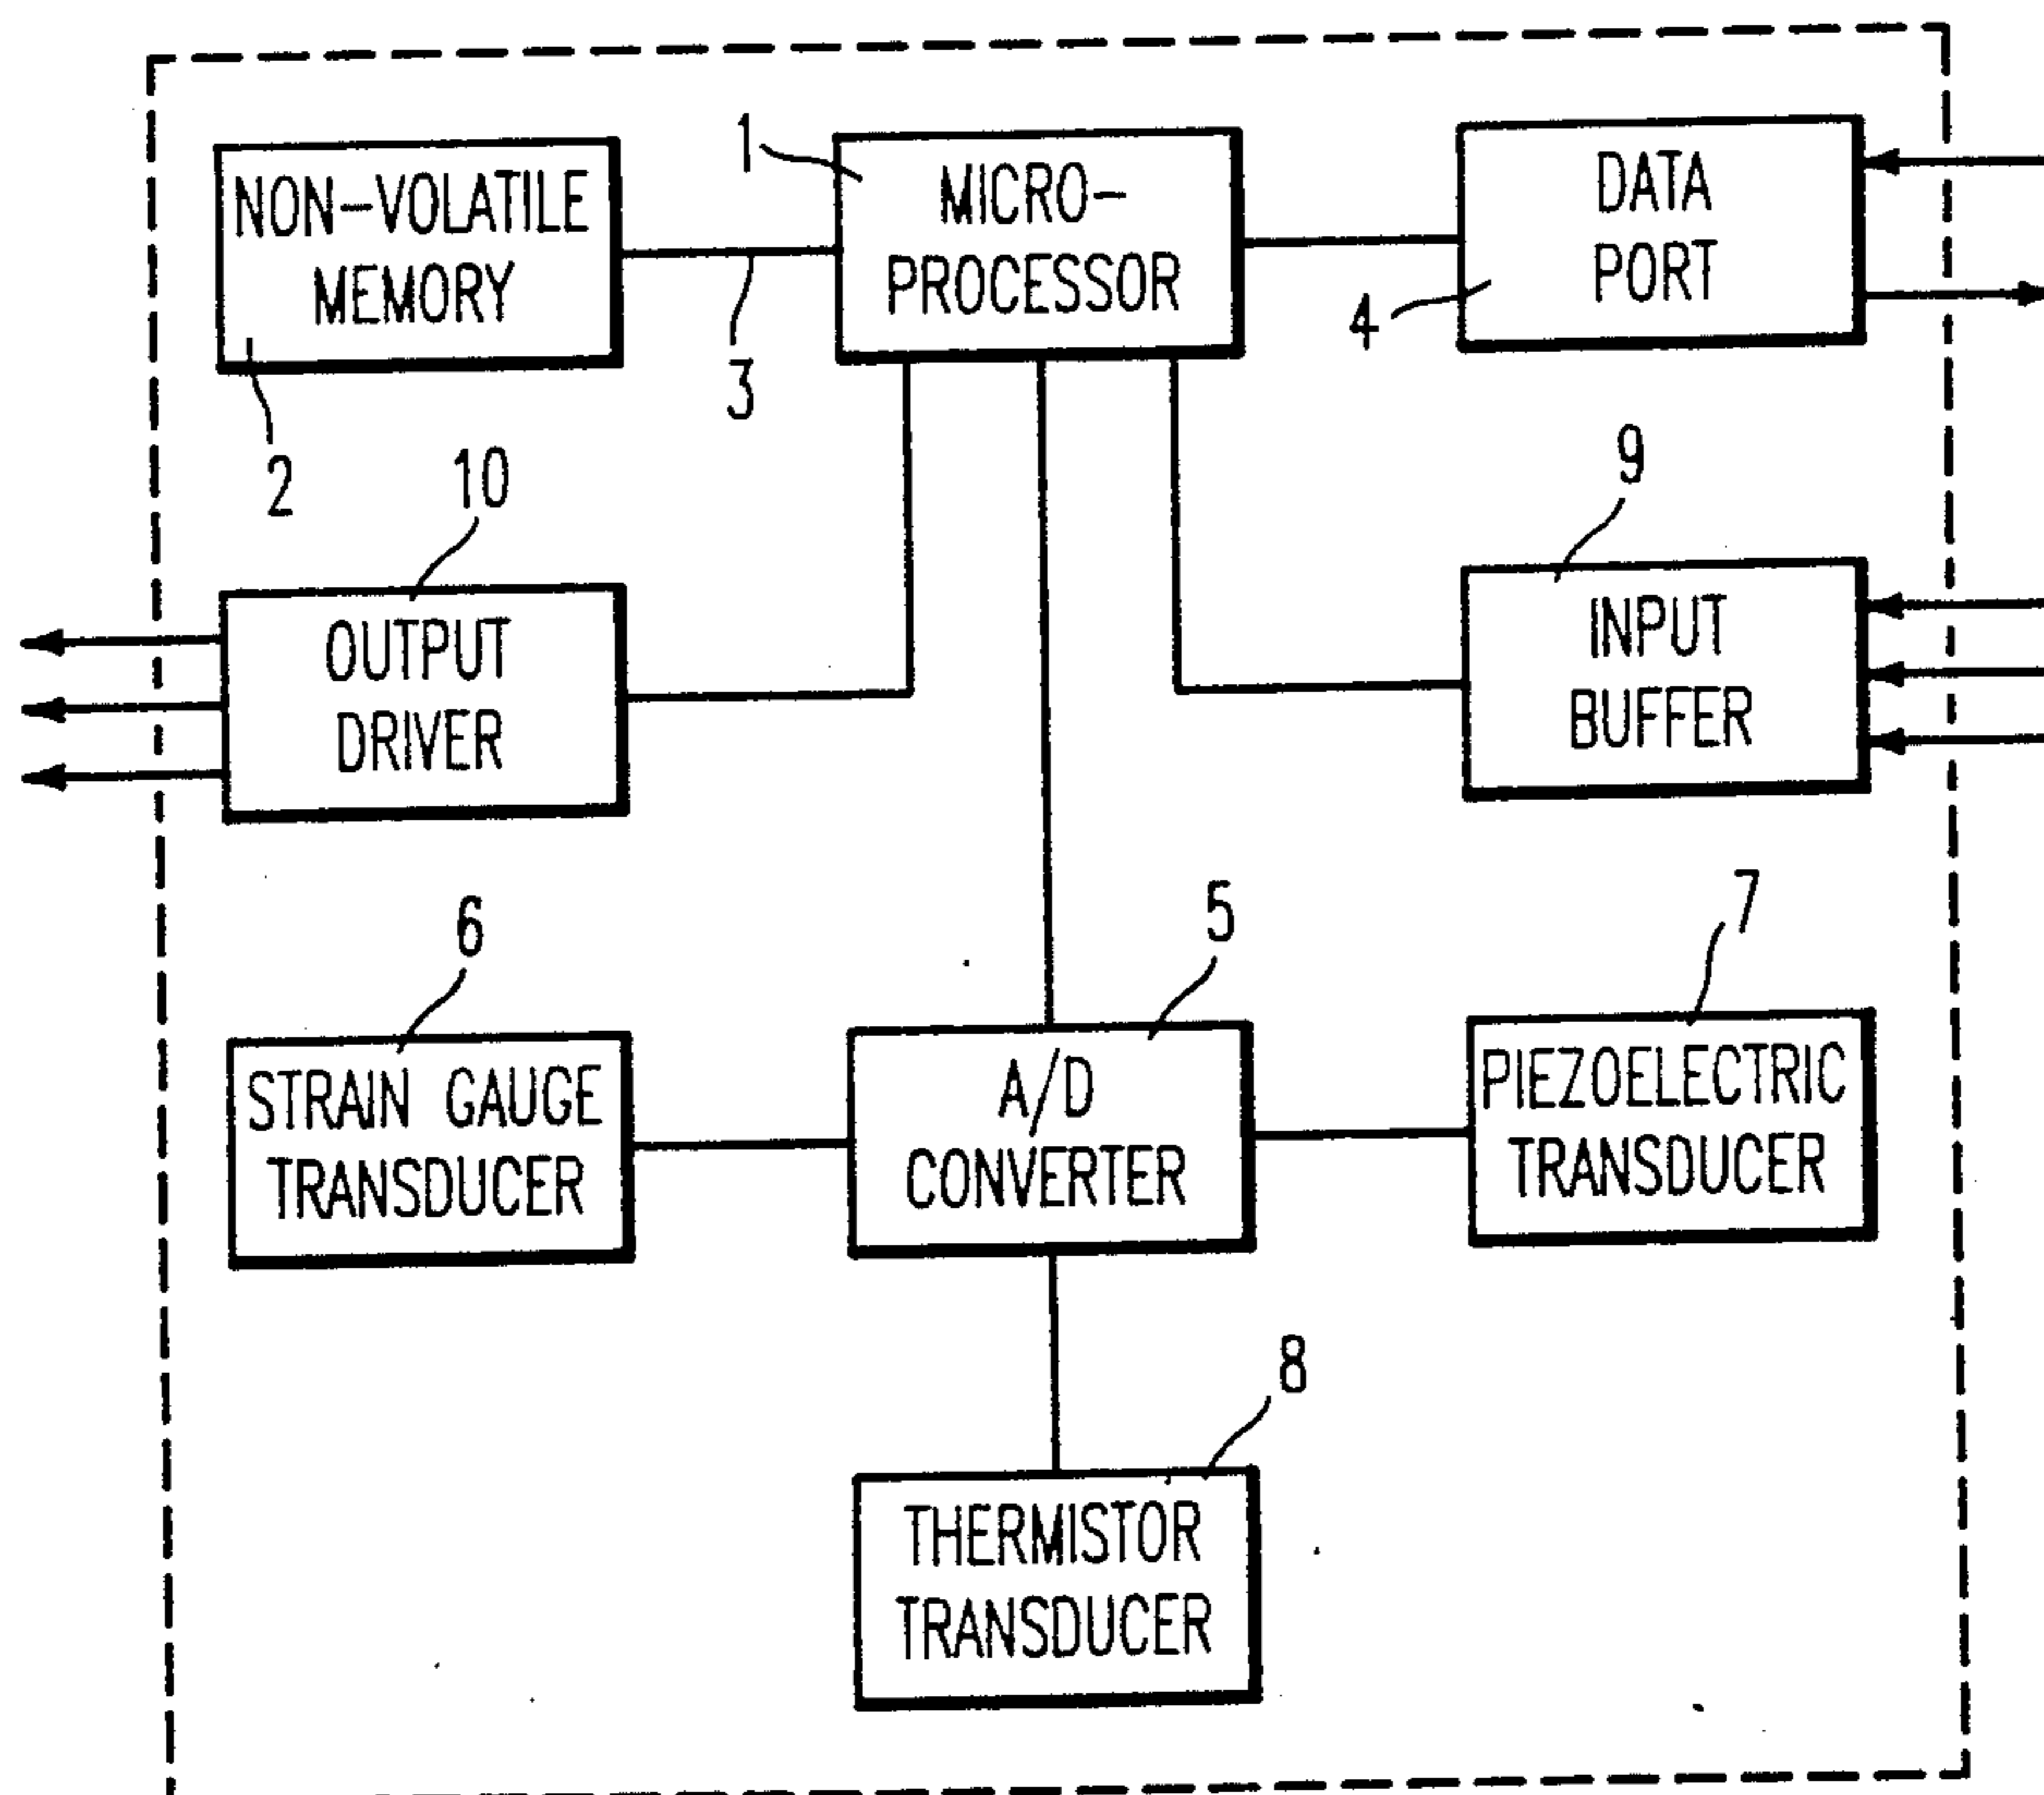 1
NON-VOLATILE
MEMORY
MICRO-
PROCESSOR
DATA
PORT
3
4
2
10
9
OUTPUT
DRIVER
INPUT
BUFFER
6
5
7
STRAIN GAUGE
TRANSDUCER
A/D
CONVERTER
PIEZOELECTRIC
TRANSDUCER
8
THERMISTOR
TRANSDUCER